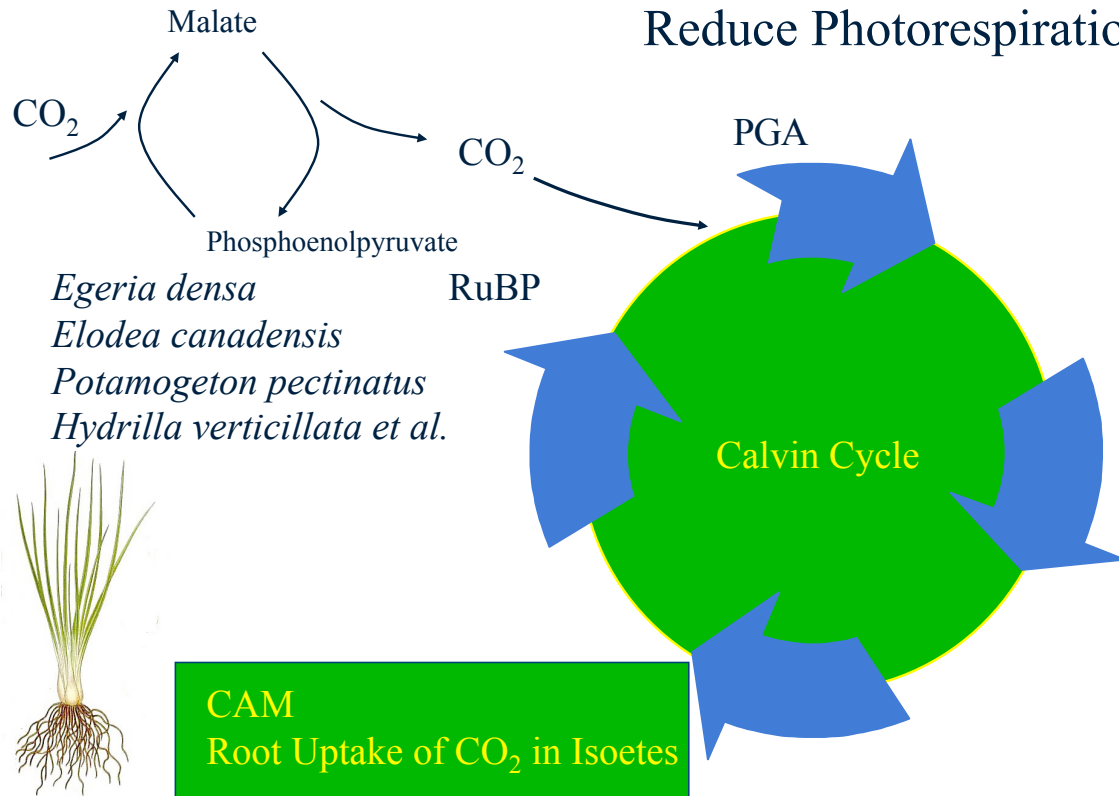 Reduce Photorespiratio
Malate
CO₂
CO₂
PGA
Phosphoenolpyruvate
RuBP
Egeria densa
Elodea canadensis
Potamogeton pectinatus
Hydrilla verticillata et al.
Calvin Cycle
CAM
Root Uptake of CO₂ in Isoetes